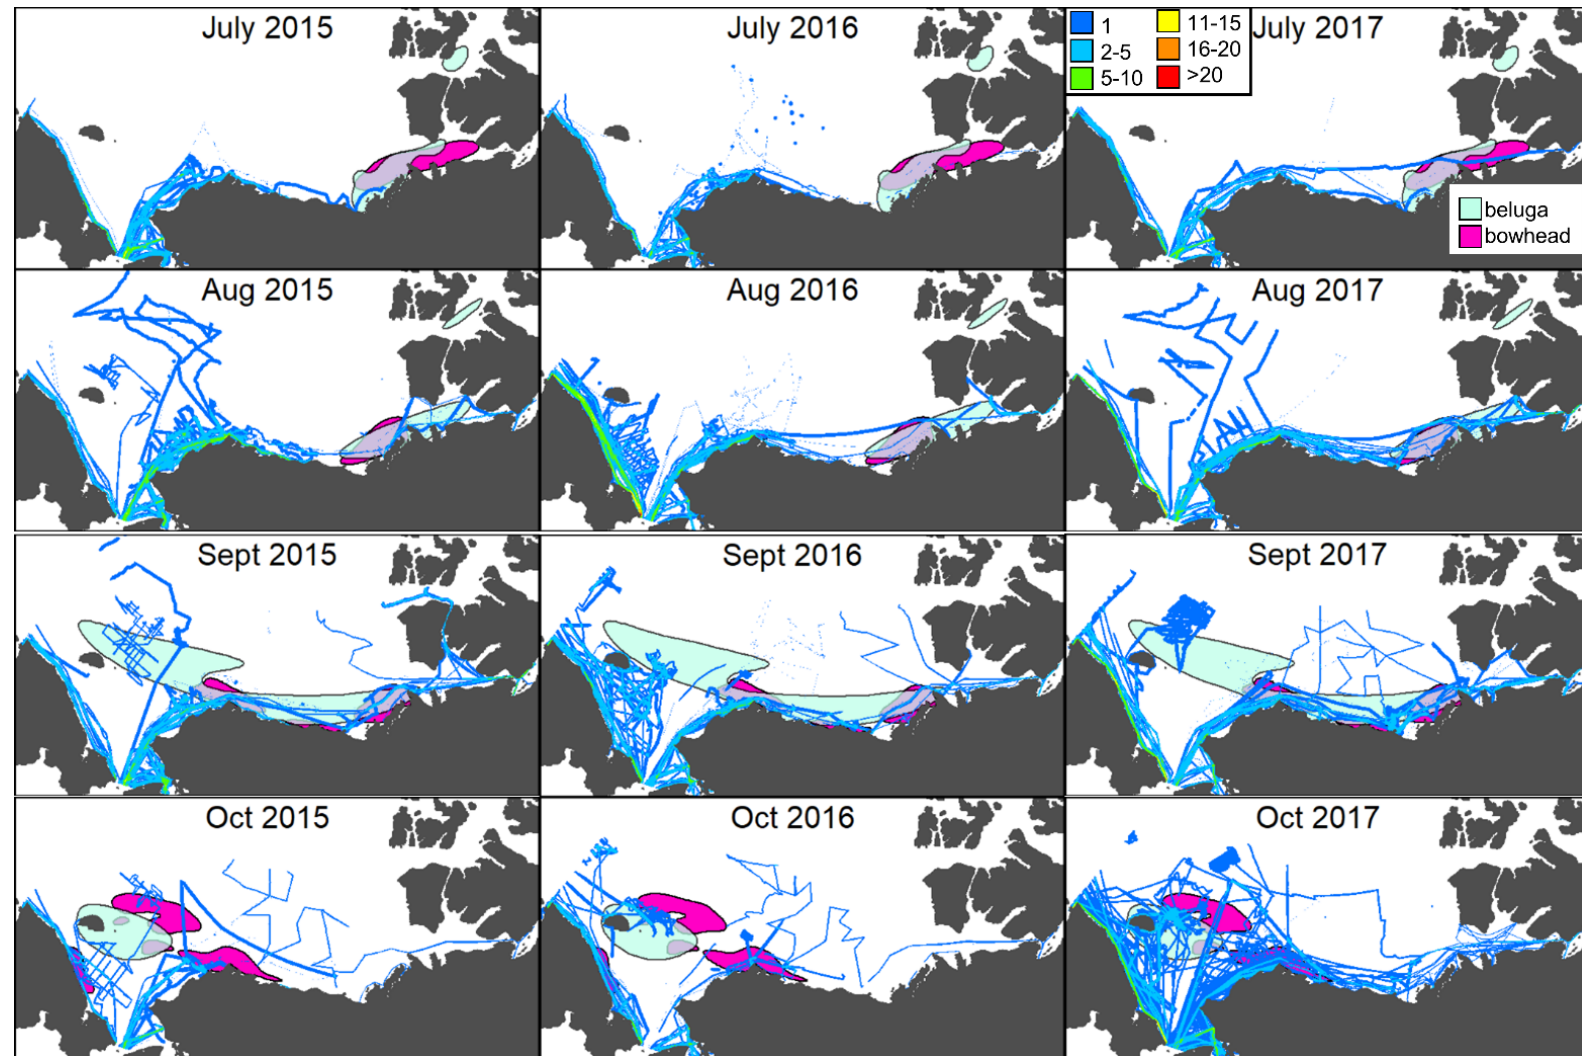 July 2015
July 2016
July 2017
1
2-5
5-10
11-15
16-20
>20
beluga
bowhead
Aug 2015
Aug 2016
Aug 2017
Sept 2015
Sept 2016
Sept 2017
Oct 2015
Oct 2016
Oct 2017